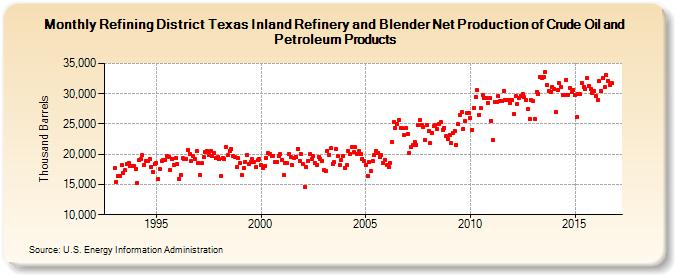 Monthly Refining District Texas Inland Refinery and Blender Net Production of Crude Oil and
Petroleum Products
Thousand Barrels
35,000
30,000
25,000
20,000
15,000
10,000
1995
2000
2005
2010
2015
Source: U.S. Energy Information Administration